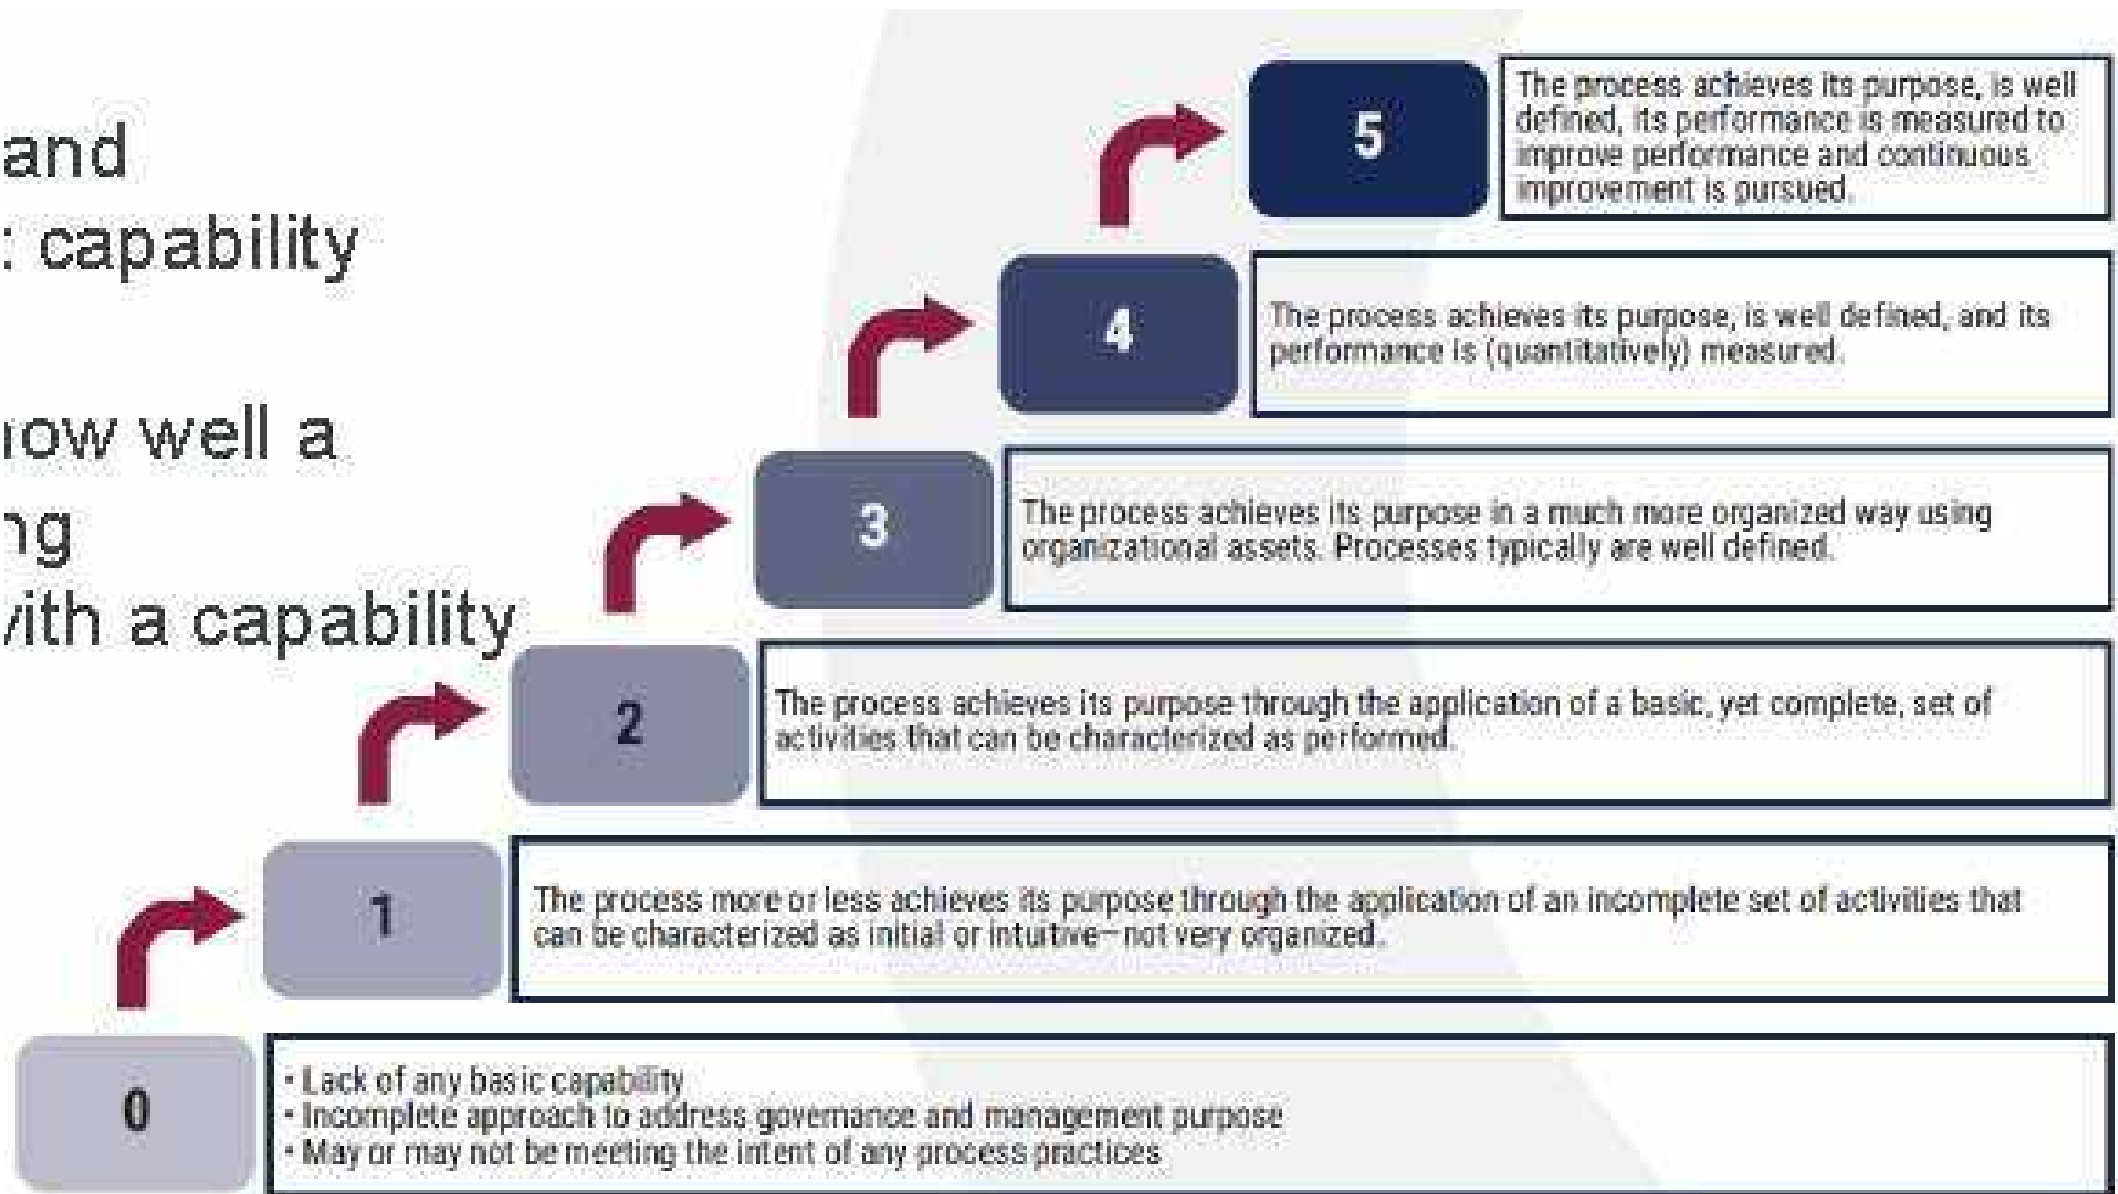 and
: capability
now well a
ng
with a capability
5
The process achieves its purpose, is well
defined, its performance is measured to
improve performance and continuous
improvement is pursued.
4
The process achieves its purpose, is well defined, and its
performance is (quantitatively) measured.
3
The process achieves its purpose in a much more organized way using
organizational assets. Processes typically are well defined.
2
The process achieves its purpose through the application of a basic, yet complete, set of
activities that can be characterized as performed.
1
The process more or less achieves its purpose through the application of an incomplete set of activities that
can be characterized as initial or intuitive—not very organized.
0
• Lack of any basic capability
• Incomplete approach to address governance and management purpose
• May or may not be meeting the intent of any process practices